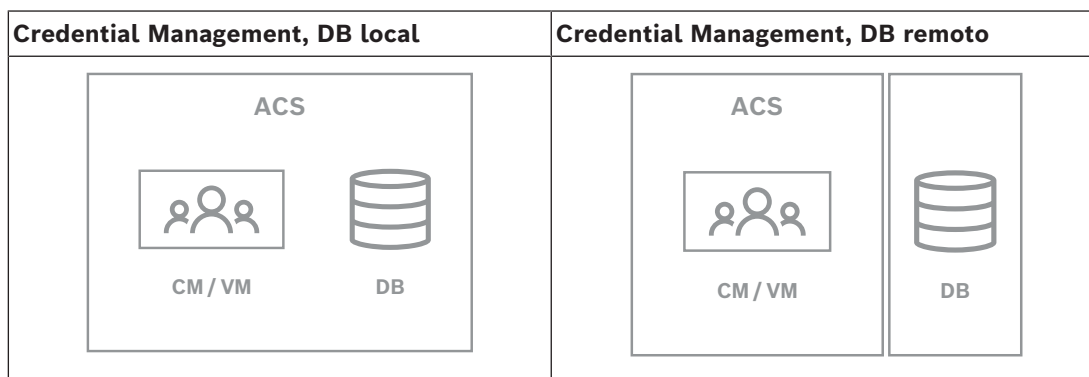 Credential Management, DB local
Credential Management, DB remoto
ACS
ACS
CM / VM
DB
CM / VM
DB